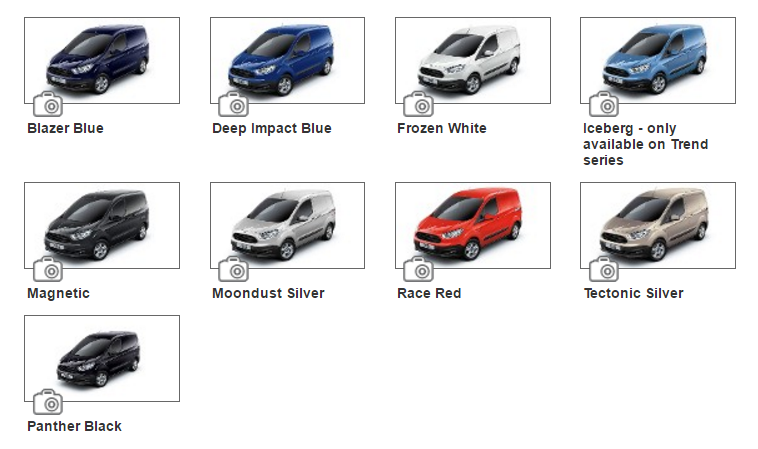 Blazer Blue
Deep Impact Blue
Frozen White
Iceberg - only
available on Trend
series
Magnetic
Moondust Silver
Race Red
Tectonic Silver
Panther Black